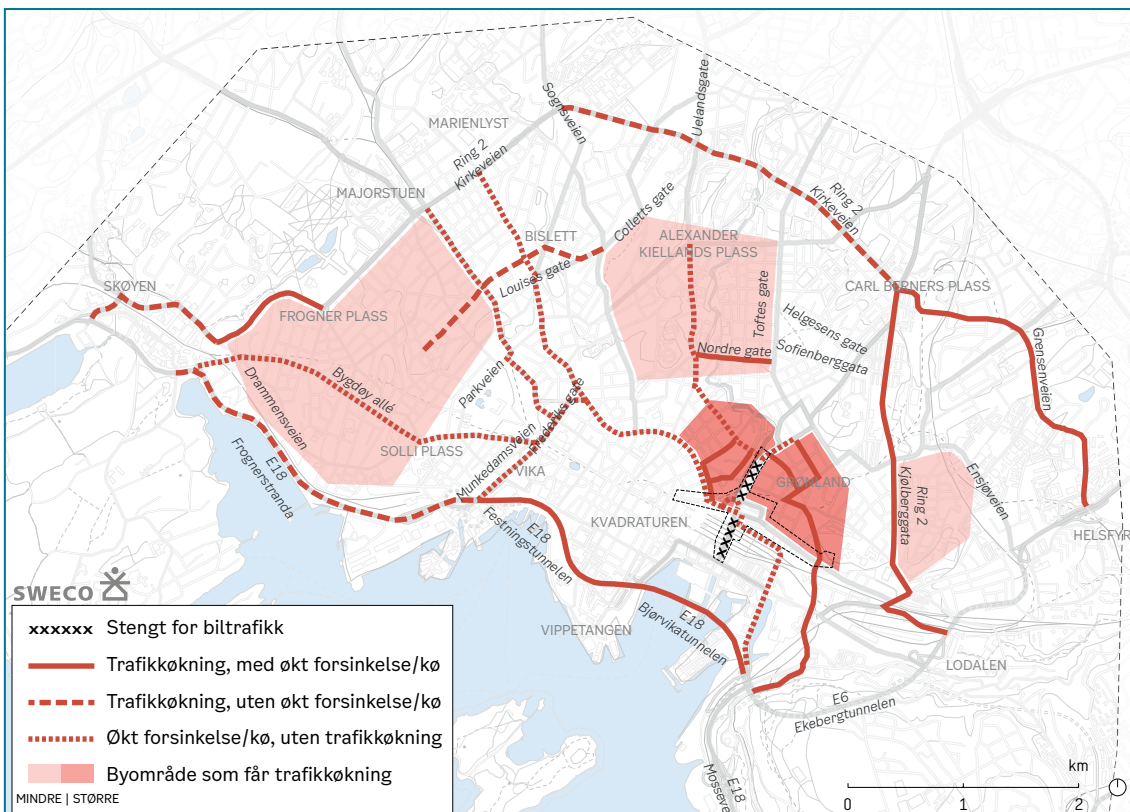 Sognsveien
Uelandsgate
MARIENLYST
Ring 2
Kirkeveien
MAJORSTUEN
BISLETT
Colletts gate
ALEXANDER
KIELLANDS PLASS
Ring 2
Kirkeveien
SKØYEN
Louises gate
CARL BERNERS PLASS
FROGNER PLASS
Toftes gate
Helgesens gate
Sofienberggata
Nordre gate
Grensenveien
Drammensveien
Bygdøy allé
Parkveien
Frederiks gate
SOLLI PLASS
Munkedamsveien
VIKA
E18
Frognerstranda
GRØNLAND
Ring 2
Kjølberggata
Ensjøveien
HELSFYR
KVADRATUREN
E18
Festningstunnelen
E18
Bjørvikatunnelen
VIPPETANGEN
LODALEN
E6
Ekebergtunnelen
E18
Mosseve
SWECO
xxxx
xxxx
xxxxxx Stengt for biltrafikk
Trafikkøkning, med økt forsinkelse/kø
Trafikkøkning, uten økt forsinkelse/kø
Økt forsinkelse/kø, uten trafikkøkning
Byområde som får trafikkøkning
MINDRE | STØRRE
km
0 1 2